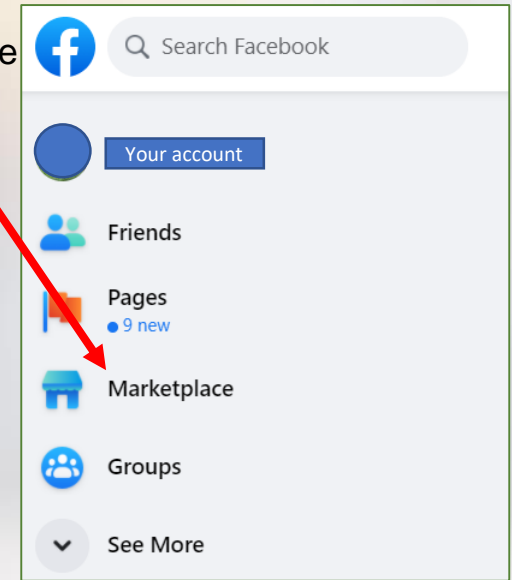 e
Search Facebook
Your account
Friends
Pages
9 new
Marketplace
Groups
See More